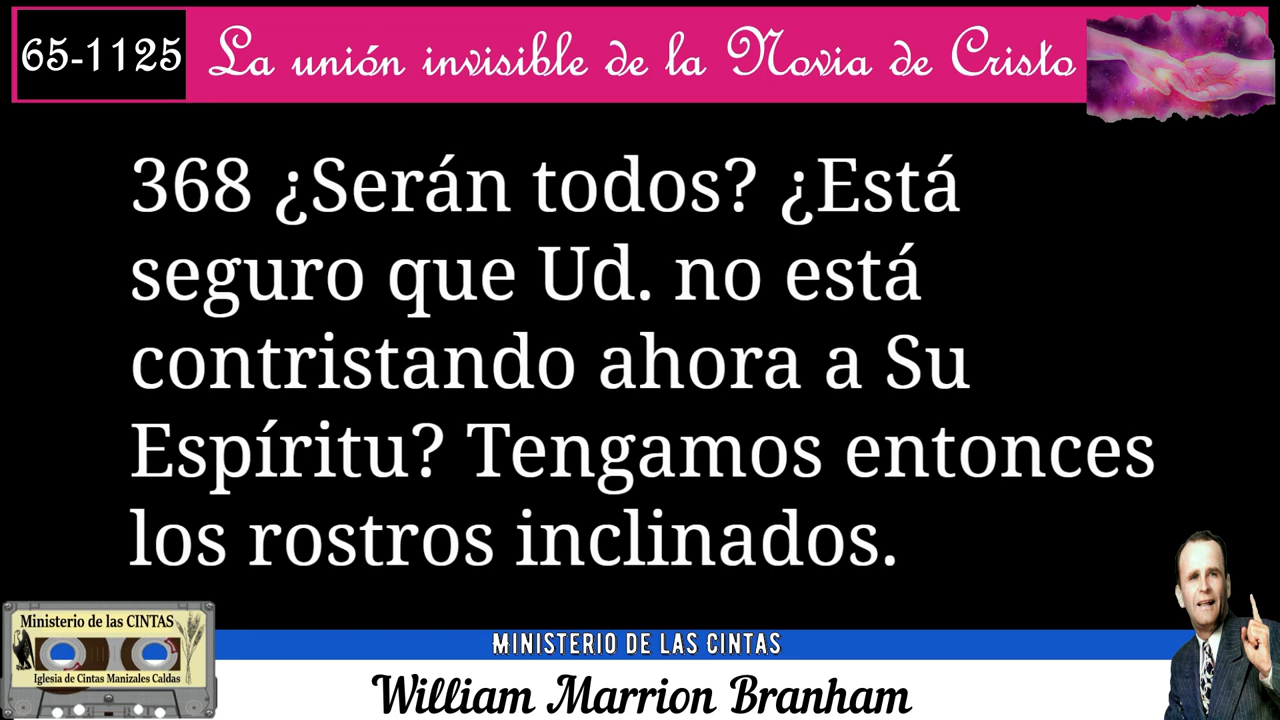 65-1125 La unión invisible de la Novia de Cristo
368 ¿Serán todos? ¿Está
seguro que Ud. no está
contristando ahora a Su
Espíritu? Tengamos entonces
los rostros inclinados.
Ministerio de las CINTAS
Iglesia de Cintas Manizales Caldas
MINISTERIO DE LAS CINTAS
William Marrion Branham